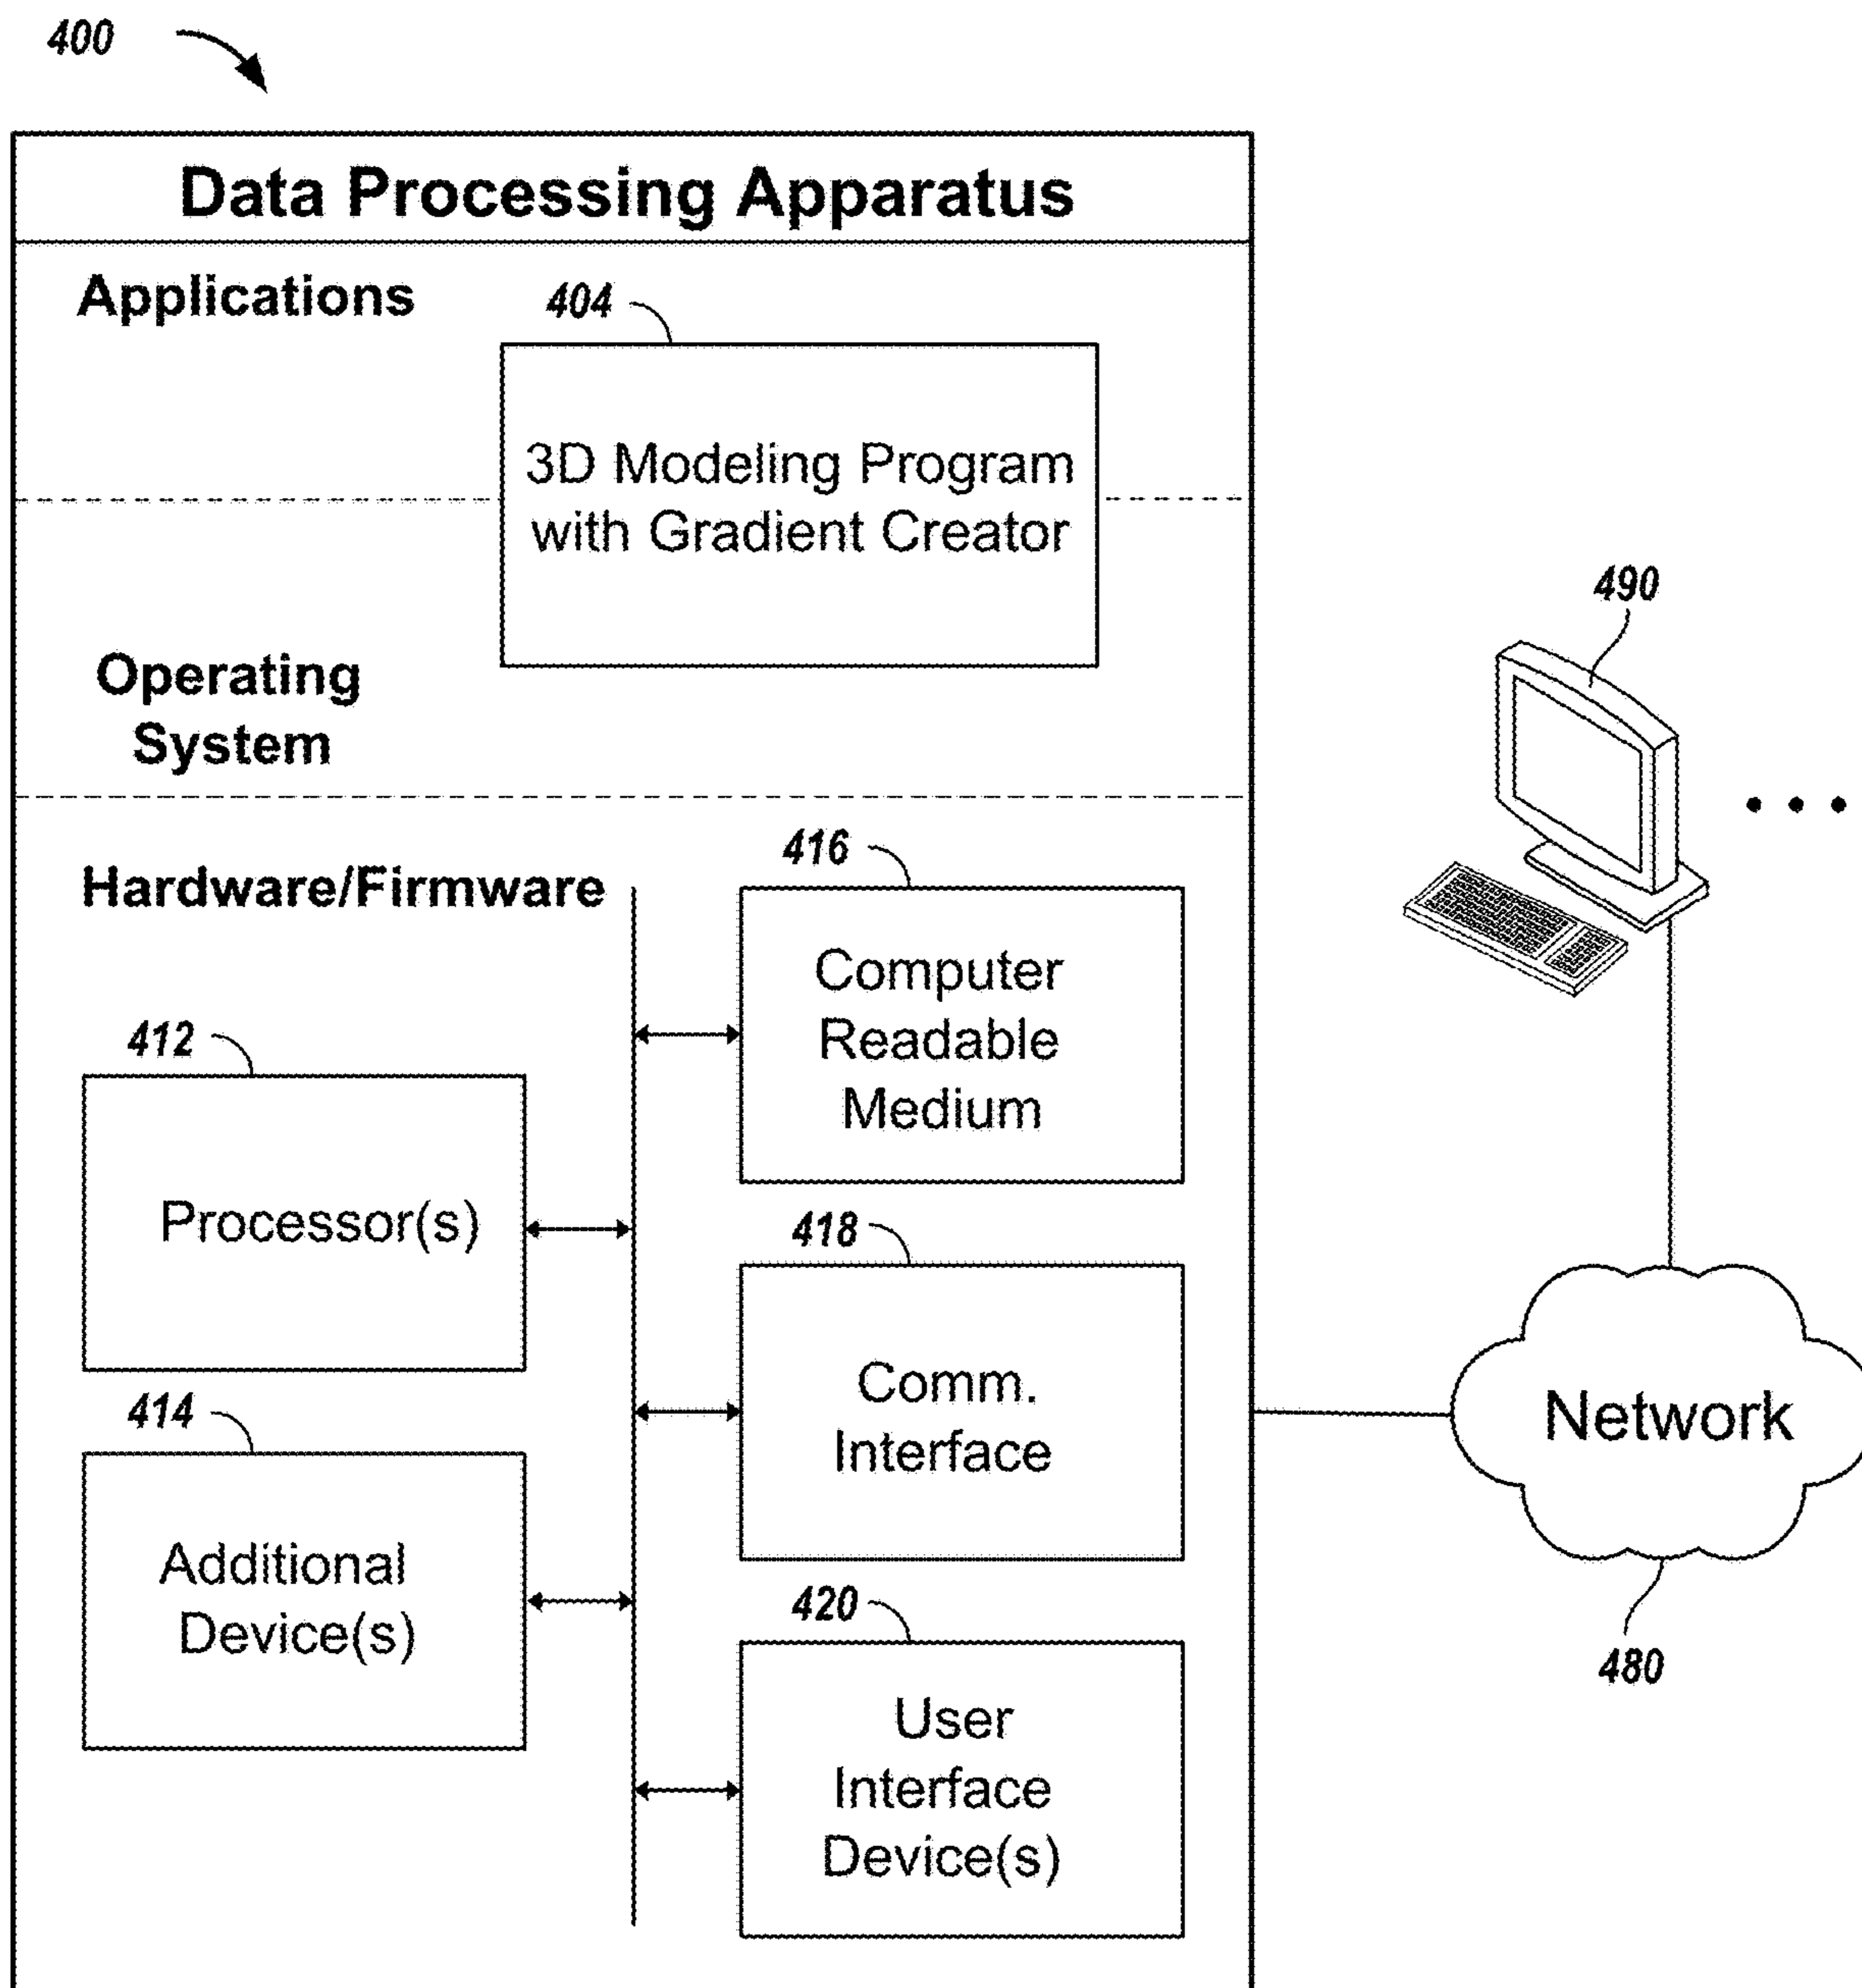 400
Data Processing Apparatus
Applications
404
3D Modeling Program
with Gradient Creator
Operating
System
490
Hardware/Firmware
416
Computer
Readable
Medium
412
Processor(s)
418
Comm.
Interface
Network
480
414
Additional
Device(s)
420
User
Interface
Device(s)